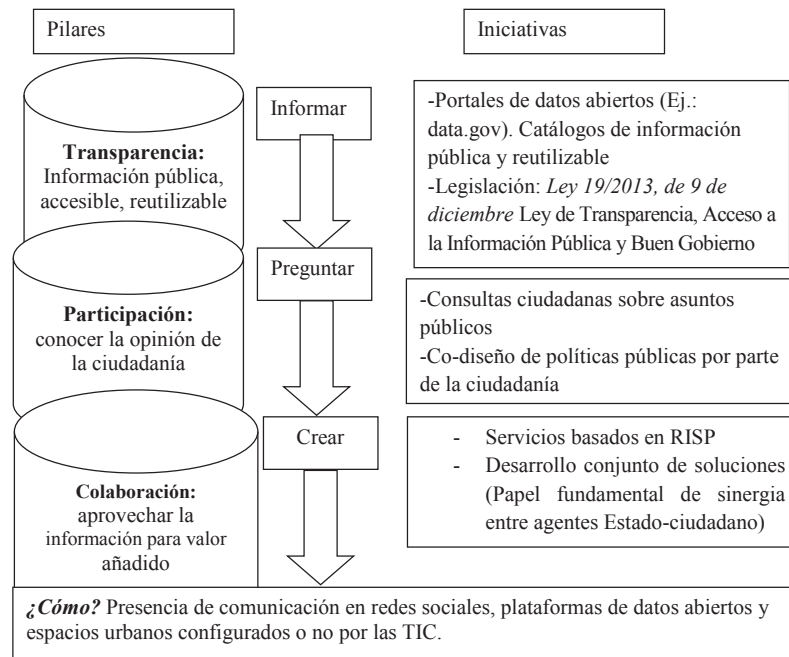 Pilares
Iniciativas
Transparencia:
Información pública,
accesible, reutilizable
Informar
-Portales de datos abiertos (Ej.:
data.gov). Catálogos de información
pública y reutilizable
-Legislación: Ley 19/2013, de 9 de
diciembre Ley de Transparencia, Acceso a
la Información Pública y Buen Gobierno
Participación:
conocer la opinión de
la ciudadanía
Preguntar
-Consultas ciudadanas sobre asuntos
públicos
-Co-diseño de políticas públicas por parte
de la ciudadanía
Colaboración:
aprovechar la
información para valor
añadido
Crear
- Servicios basados en RISP
- Desarrollo conjunto de soluciones
(Papel fundamental de sinergia
entre agentes Estado-ciudadano)
¿Cómo? Presencia de comunicación en redes sociales, plataformas de datos abiertos y
espacios urbanos configurados o no por las TIC.